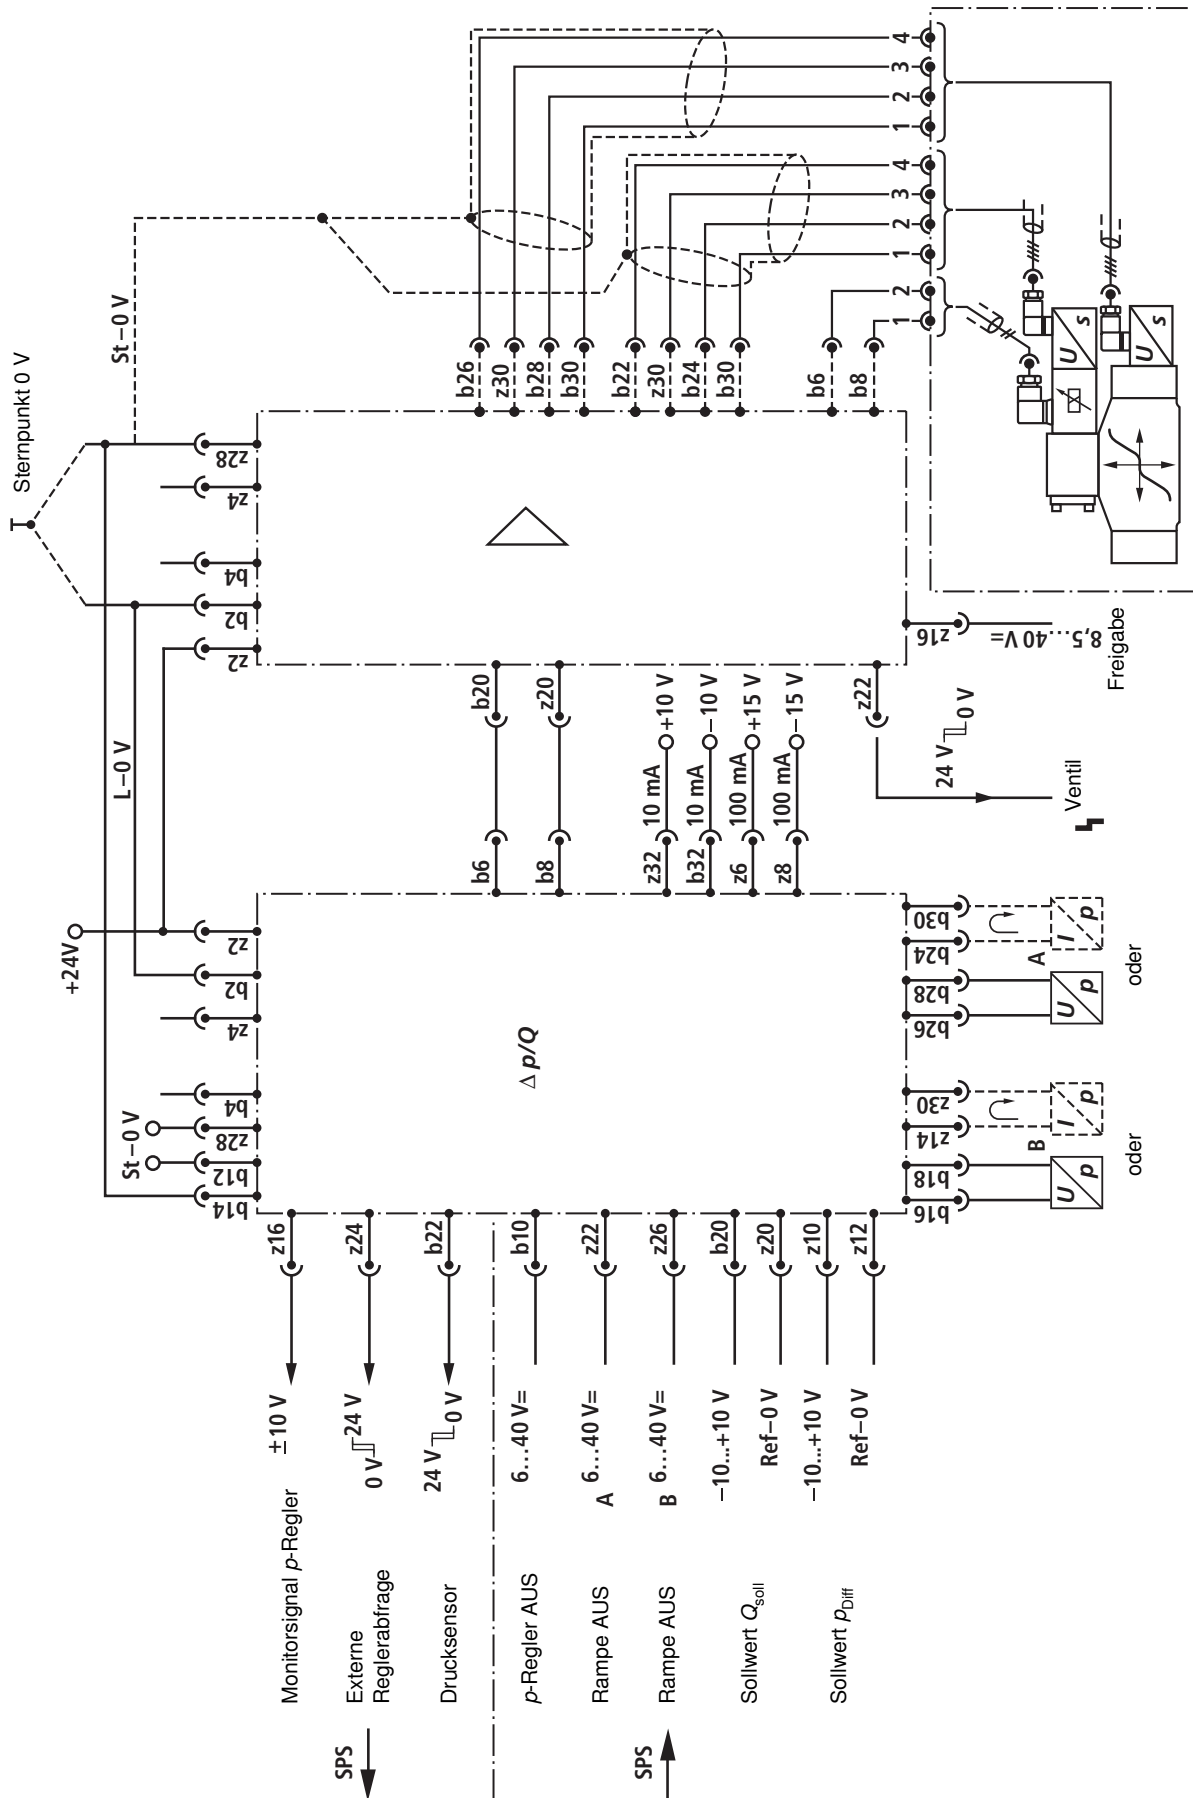 Sternpunkt 0 V
St–0 V
L–0 V
+24V
St–0 V
b14
b12
z28
b4
z4
b2
z2
z2
b2
b4
z4
z28
z16
±10 V
Monitorsignal p-Regler
z24
0 V 24 V
Externe
Reglerabfrage
b22
24 V 0 V
Drucksensor
SPS
b10
6...40 V=
p-Regler AUS
z22
6...40 V=
A
Rampe AUS
z26
6...40 V=
B
Rampe AUS
SPS
b20
–10...+10 V
z20
Ref–0 V
Sollwert Qsoll
z10
–10...+10 V
z12
Ref–0 V
Sollwert pDiff
Δ p/Q
b6
b20
b8
z20
z32
10 mA
+10 V
b32
10 mA
–10 V
z6
100 mA
+15 V
z8
100 mA
–15 V
z22
24 V 0 V
Ventil
z16
8,5...40 V=
Freigabe
b16
b18
z14
z30
U
p
B
I
p
oder
b26
b28
b24
b30
U
p
A
I
p
oder
b26
z30
b28
b30
b22
z30
b24
b30
b6
b8
4
3
2
1
4
3
2
1
2
1
U
s
U
s